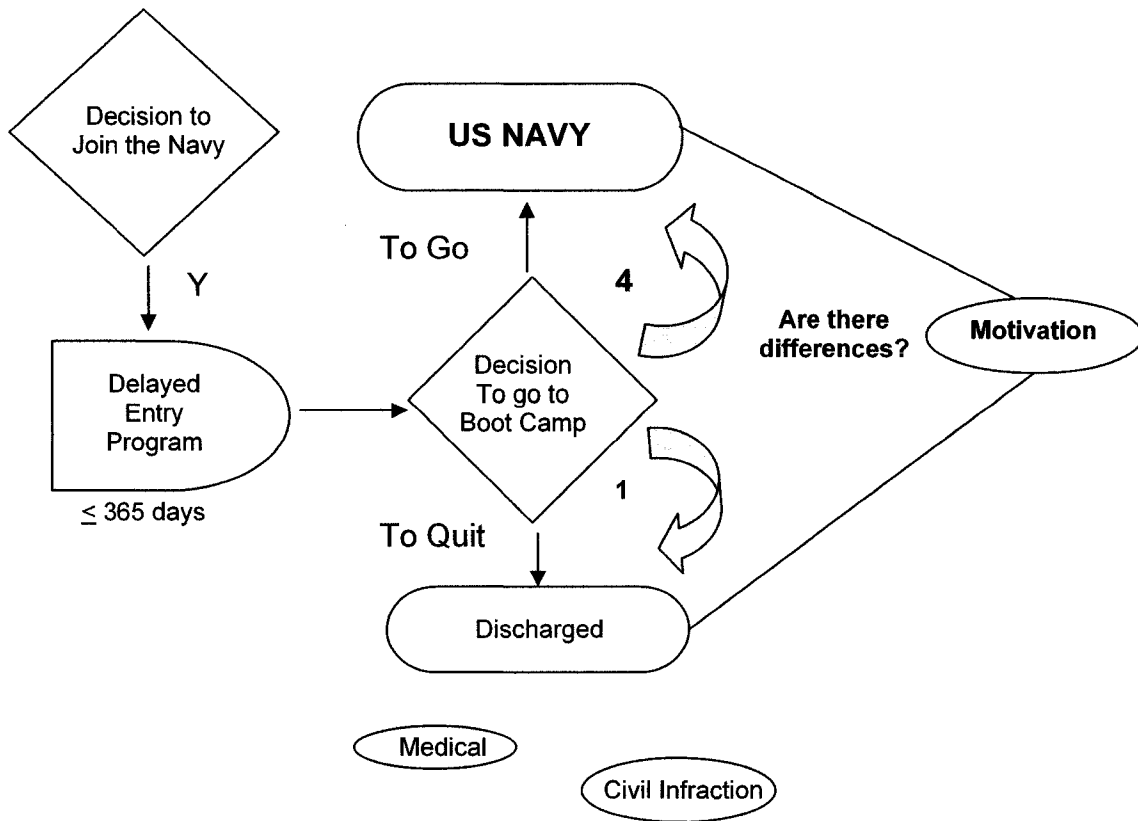 Decision to
Join the Navy
Y
Delayed
Entry
Program
≤ 365 days
US NAVY
To Go
4
Decision
To go to
Boot Camp
1
To Quit
Discharged
Are there
differences?
Motivation
Medical
Civil Infraction